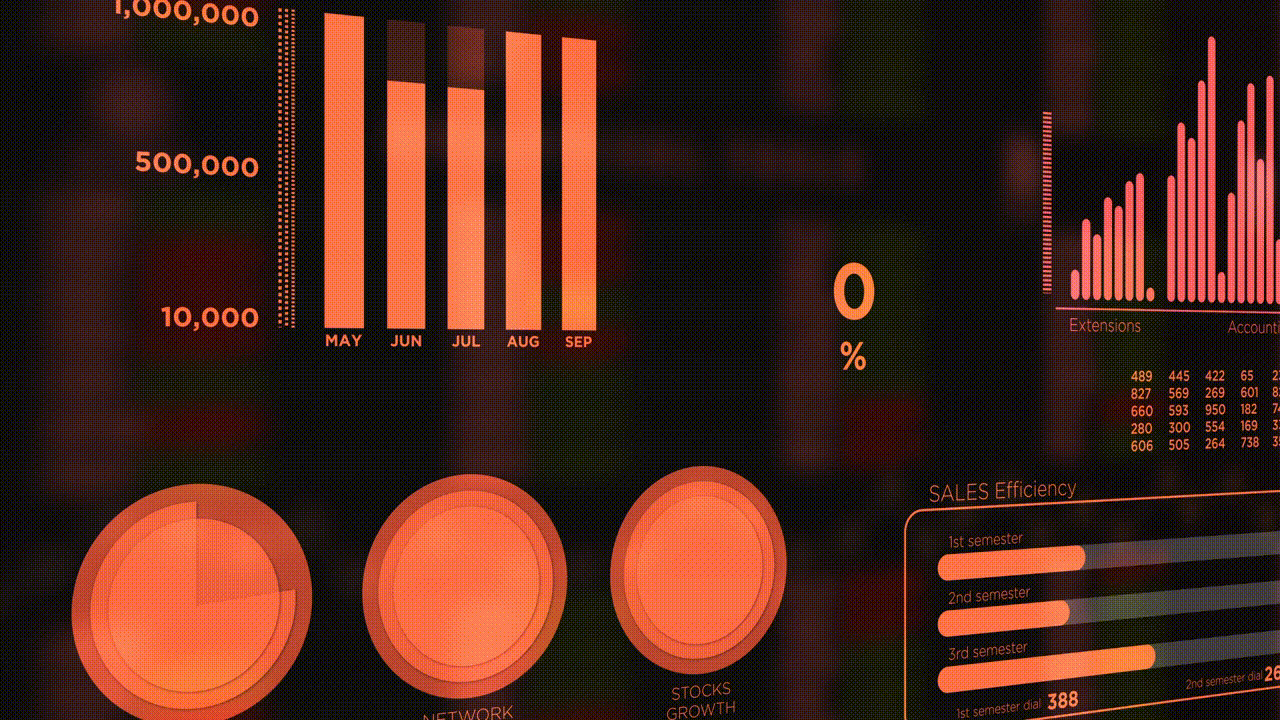 1,000,000
500,000
10,000
MAY JUN JUL AUG SEP
0
%
Extensions
489 445 422 65
827 569 269 601
660 593 950 182
280 300 554 169
606 505 264 738
SALES Efficiency
1st semester
2nd semester
3rd semester
1st semester dial 388
2nd semester dial
NETWORK
STOCKS
GROWTH